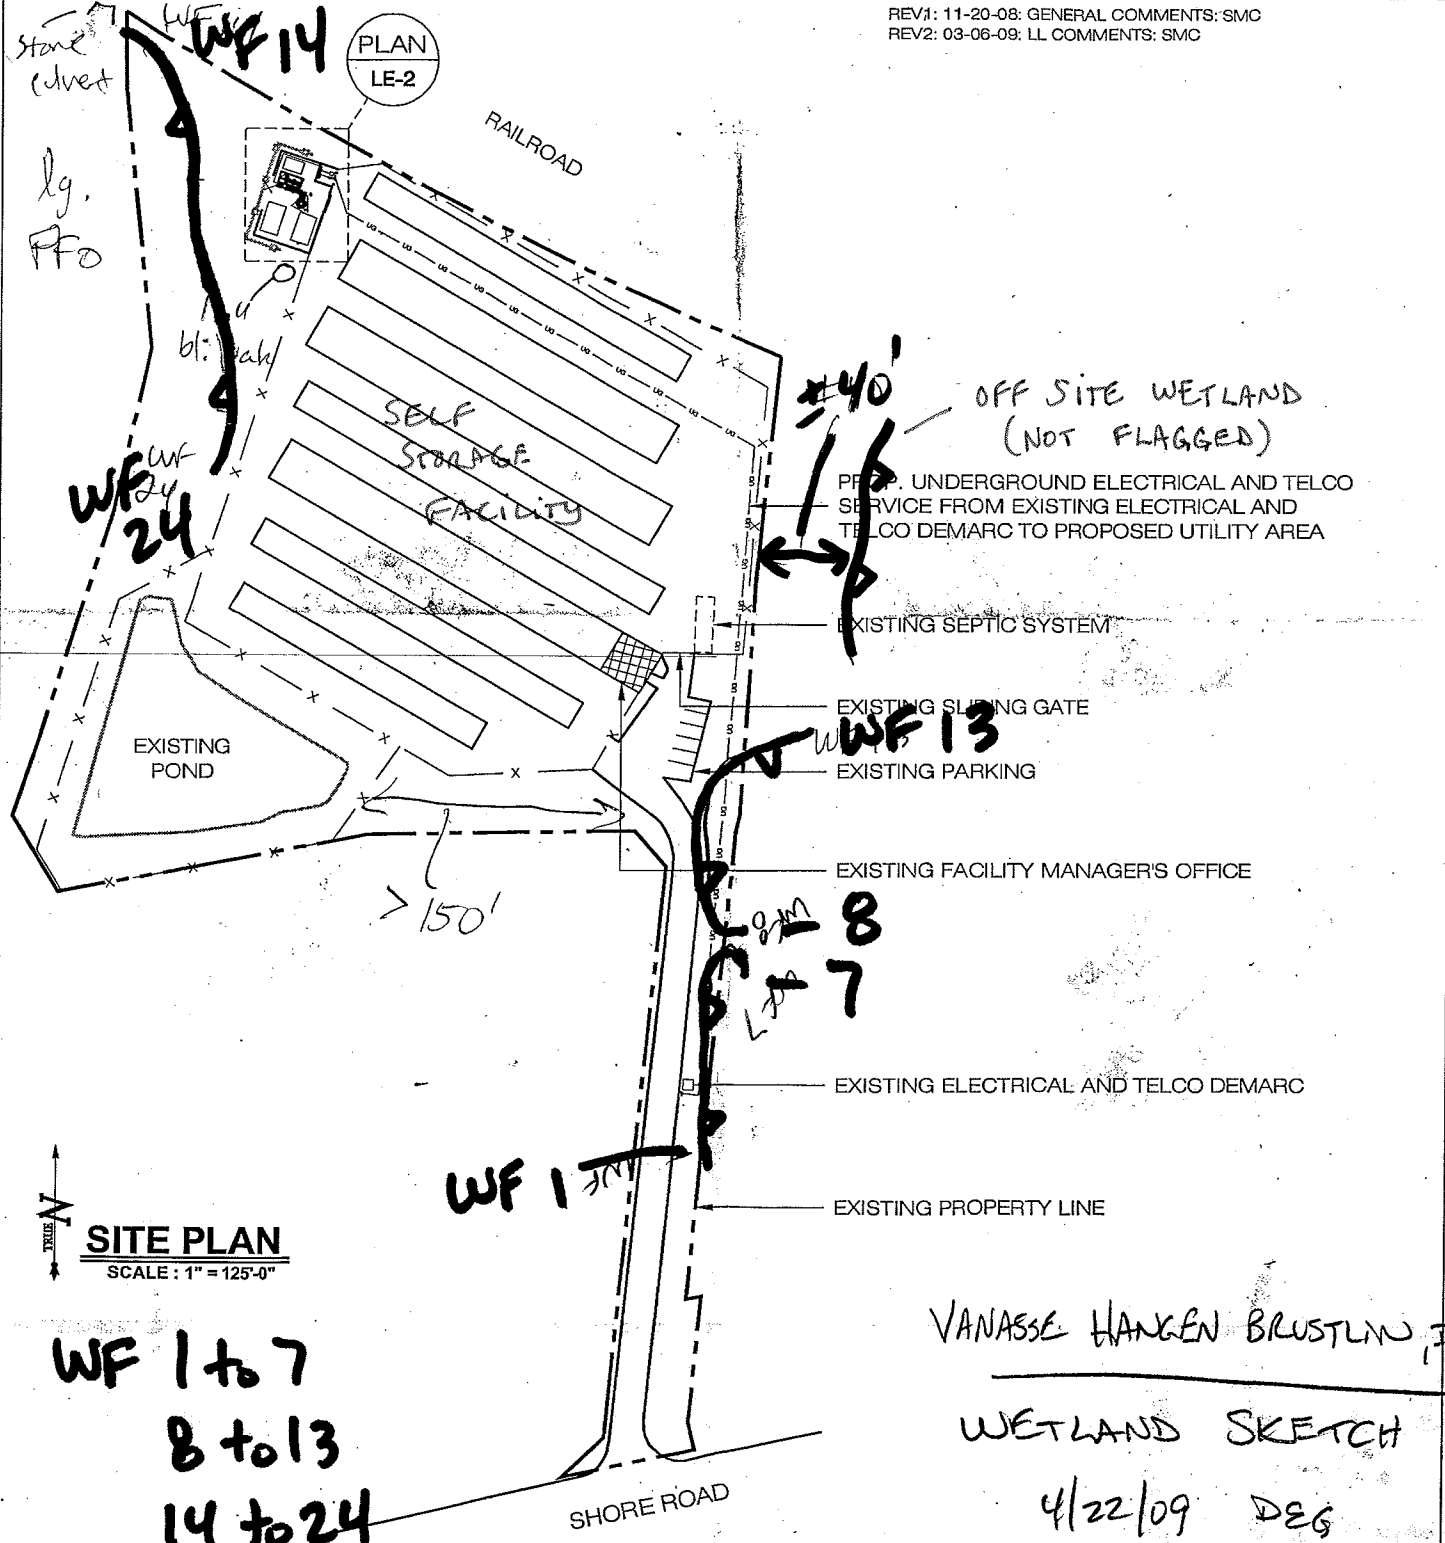 REV1: 11-20-08: GENERAL COMMENTS: SMC
REV2: 03-06-09: LL COMMENTS: SMC
Stone
WF 14
PLAN
LE-2
RAILROAD
lg.
PFO
±40'
OFF SITE WETLAND
(NOT FLAGGED)
SELF
STORAGE
FACILITY
WF
24
WF
24
PROP. UNDERGROUND ELECTRICAL AND TELCO
SERVICE FROM EXISTING ELECTRICAL AND
TELCO DEMARC TO PROPOSED UTILITY AREA
EXISTING SEPTIC SYSTEM
EXISTING SLIDING GATE
WF 13
EXISTING
POND
EXISTING PARKING
EXISTING FACILITY MANAGER'S OFFICE
> 150'
8
7
EXISTING ELECTRICAL AND TELCO DEMARC
WF 1
EXISTING PROPERTY LINE
TRUE
N
SITE PLAN
SCALE : 1" = 125'-0"
WF 1 to 7
8 to 13
14 to 24
SHORE ROAD
VANASSE HANGEN BRUSTLIN,
WETLAND SKETCH
4/22/09 DEG